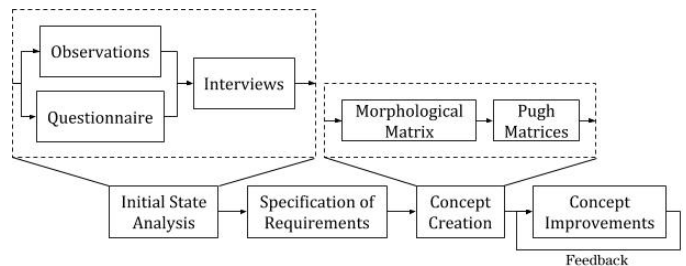 Observations
Questionnaire
Interviews
Morphological
Matrix
Pugh
Matrices
Initial State
Analysis
Specification of
Requirements
Concept
Creation
Concept
Improvements
Feedback